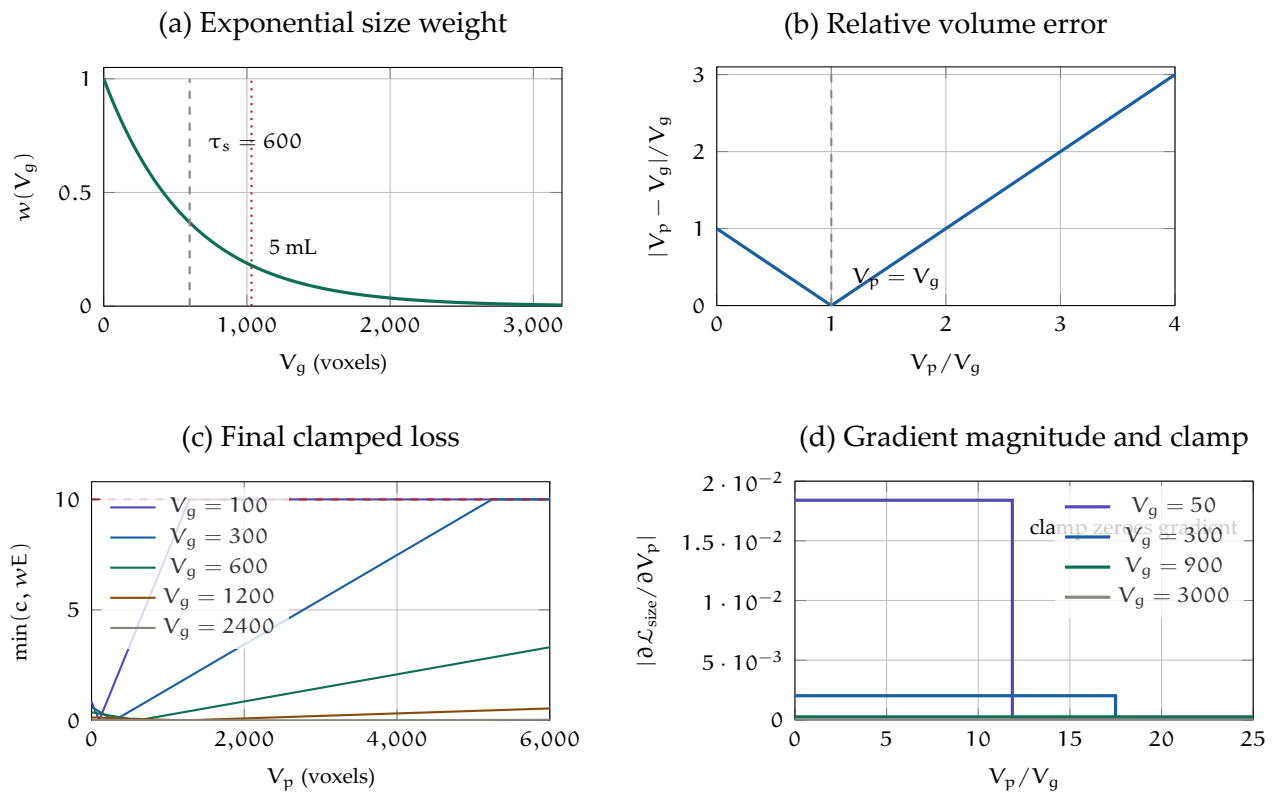 (a) Exponential size weight
w(V_g)
1
0.5
0
τ_s = 600
5 mL
0
1,000
2,000
3,000
V_g (voxels)
(b) Relative volume error
|V_p − V_g|/V_g
3
2
1
0
V_p = V_g
0
1
2
3
4
V_p/V_g
(c) Final clamped loss
min(c, wE)
10
5
0
V_g = 100
V_g = 300
V_g = 600
V_g = 1200
V_g = 2400
0
2,000
4,000
6,000
V_p (voxels)
(d) Gradient magnitude and clamp
|∂ℒ_size/∂V_p|
2 · 10⁻²
1.5 · 10⁻²
1 · 10⁻²
5 · 10⁻³
0
V_g = 50
clamp zeroes gradient
V_g = 300
V_g = 900
V_g = 3000
0
5
10
15
20
25
V_p/V_g